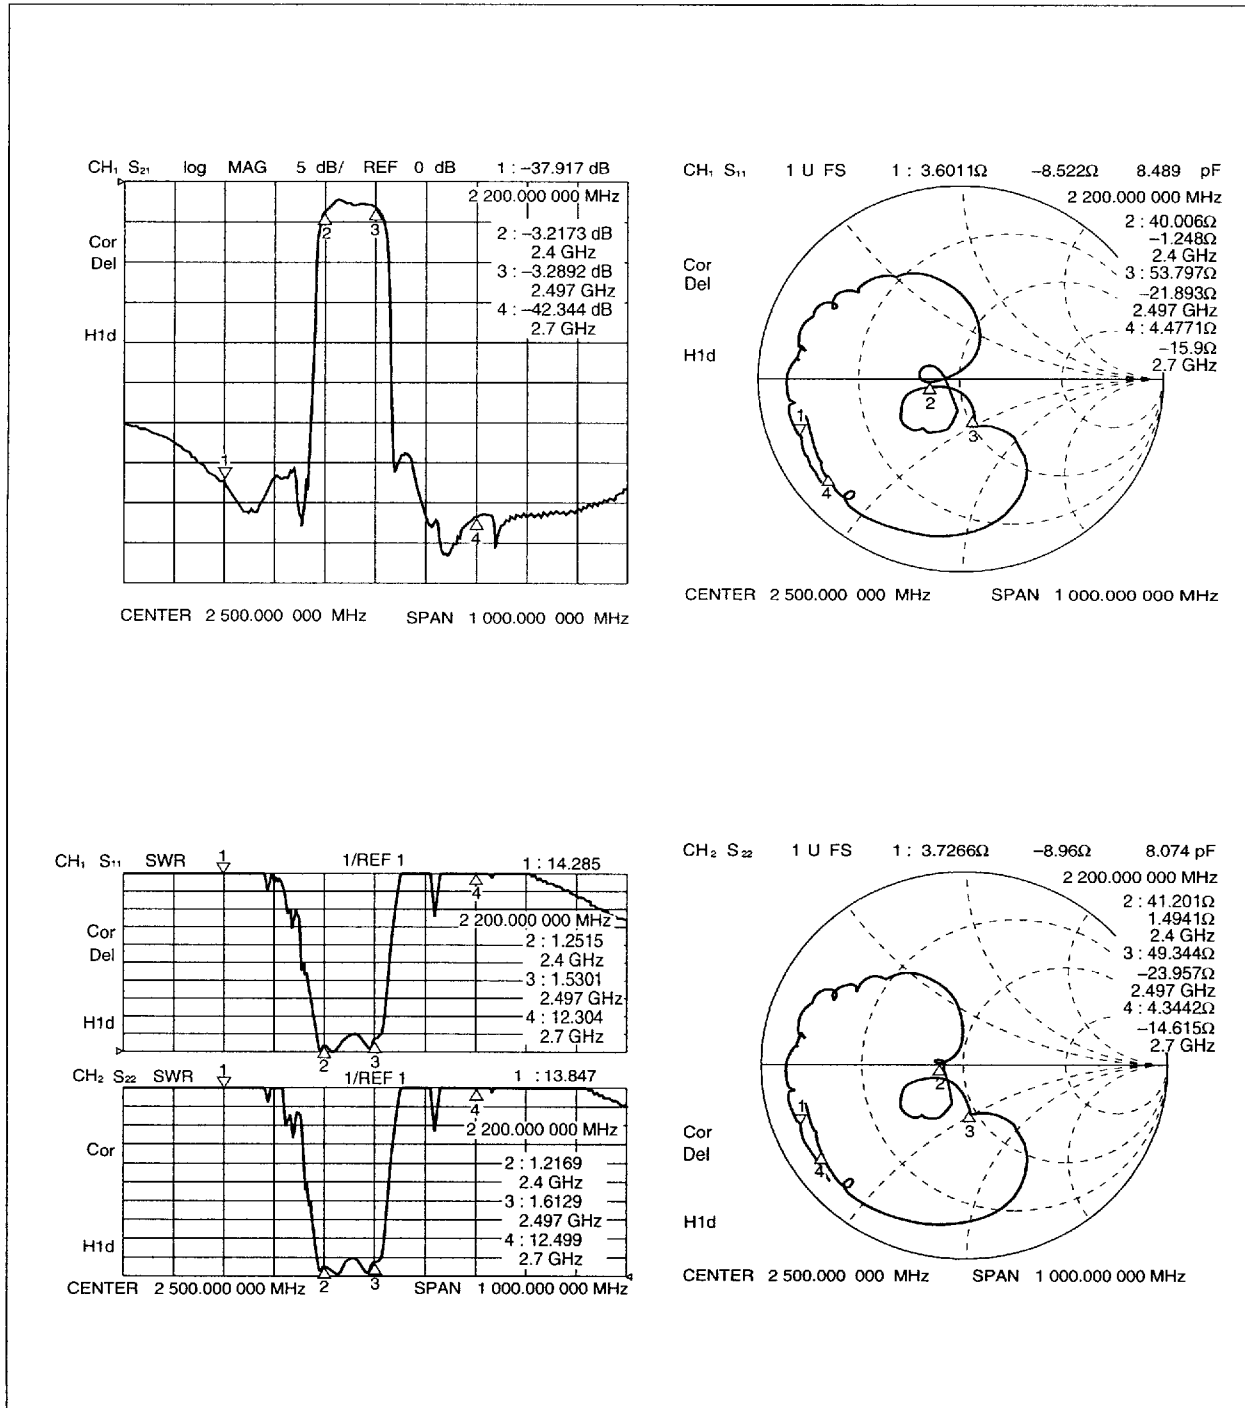 CH₁ S₂₁ log MAG 5 dB/ REF 0 dB 1 : –37.917 dB
2 200.000 000 MHz
2 : –3.2173 dB
2.4 GHz
3 : –3.2892 dB
2.497 GHz
4 : –42.344 dB
2.7 GHz
Cor
Del
H1d
1
2
3
4
CENTER 2 500.000 000 MHz SPAN 1 000.000 000 MHz
CH₁ S₁₁ 1 U FS 1 : 3.6011Ω –8.522Ω 8.489 pF
2 200.000 000 MHz
2 : 40.006Ω
–1.248Ω
2.4 GHz
3 : 53.797Ω
–21.893Ω
2.497 GHz
4 : 4.4771Ω
–15.9Ω
2.7 GHz
Cor
Del
H1d
1
2
3
4
CENTER 2 500.000 000 MHz SPAN 1 000.000 000 MHz
CH₁ S₁₁ SWR 1/REF 1 1 : 14.285
2 200.000 000 MHz
2 : 1.2515
2.4 GHz
3 : 1.5301
2.497 GHz
4 : 12.304
2.7 GHz
Cor
Del
H1d
1
2
3
4
CH₂ S₂₂ SWR 1/REF 1 1 : 13.847
2 200.000 000 MHz
2 : 1.2169
2.4 GHz
3 : 1.6129
2.497 GHz
4 : 12.499
2.7 GHz
Cor
H1d
1
2
3
4
CENTER 2 500.000 000 MHz SPAN 1 000.000 000 MHz
CH₂ S₂₂ 1 U FS 1 : 3.7266Ω –8.96Ω 8.074 pF
2 200.000 000 MHz
2 : 41.201Ω
1.4941Ω
2.4 GHz
3 : 49.344Ω
–23.957Ω
2.497 GHz
4 : 4.3442Ω
–14.615Ω
2.7 GHz
Cor
Del
H1d
1
2
3
4
CENTER 2 500.000 000 MHz SPAN 1 000.000 000 MHz